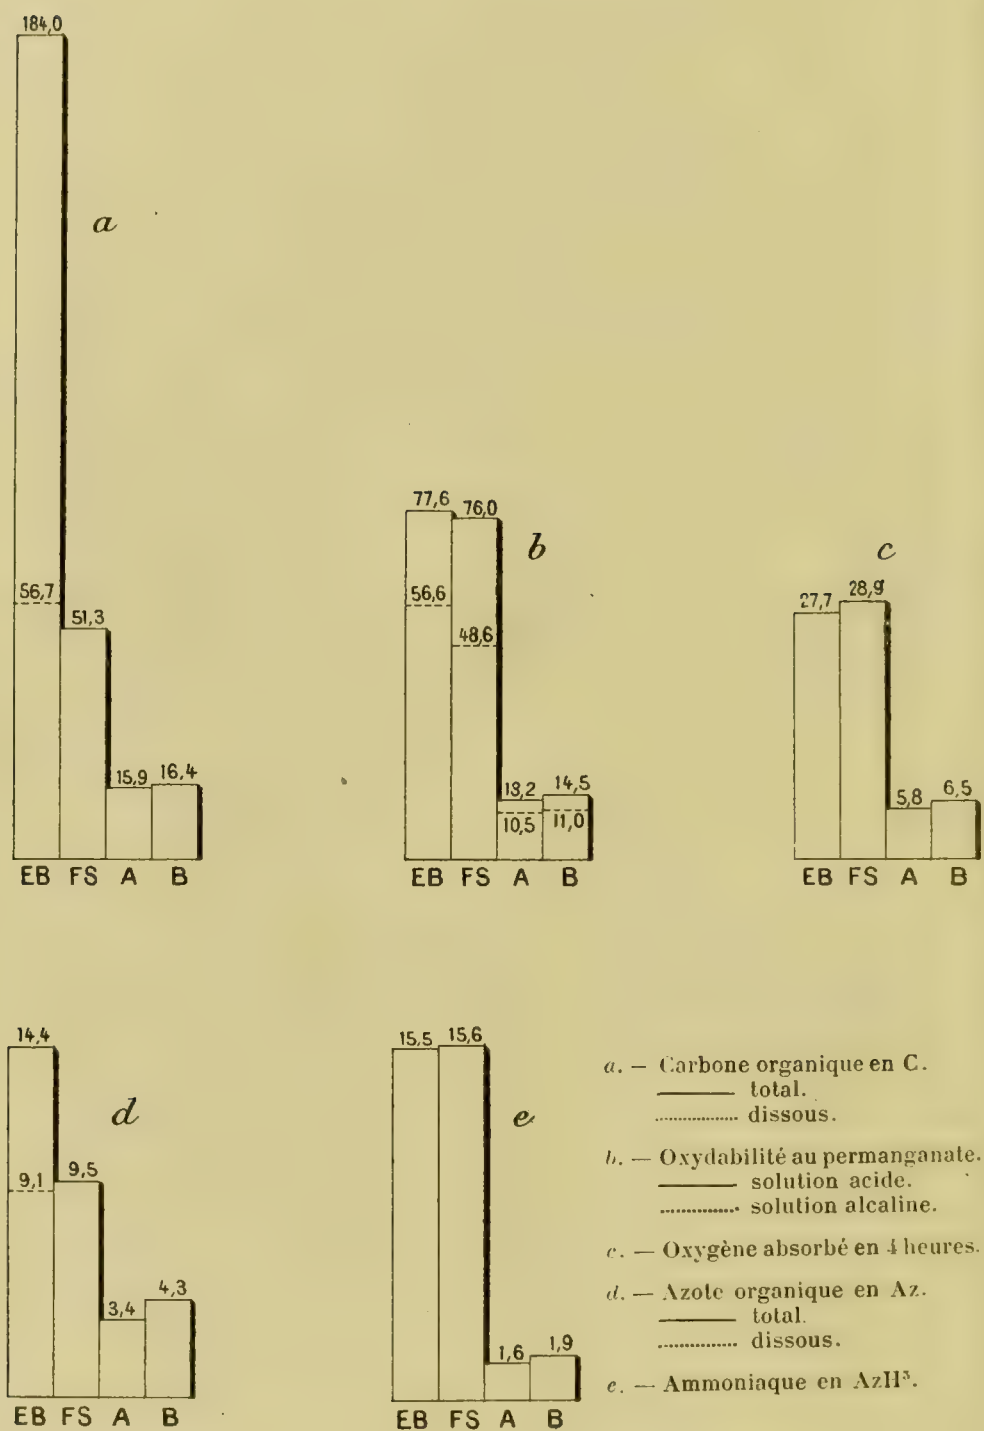 184,0
a
56,7
51,3
15,9 16,4
EB FS A B
77,6 76,0
b
56,6
48,6
13,2 14,5
10,5 11,0
EB FS A B
c
27,7 28,9
5,8 6,5
EB FS A B
14,4
d
9,1 9,5
3,4 4,3
EB FS A B
15,5 15,6
e
1,6 1,9
EB FS A B
a. — Carbone organique en C.
total.
dissous.
b. — Oxydabilité au permanganate.
solution acide.
solution alcaline.
c. — Oxygène absorbé en 4 heures.
d. — Azote organique en Az.
total.
dissous.
e. — Ammoniaque en AzH³.